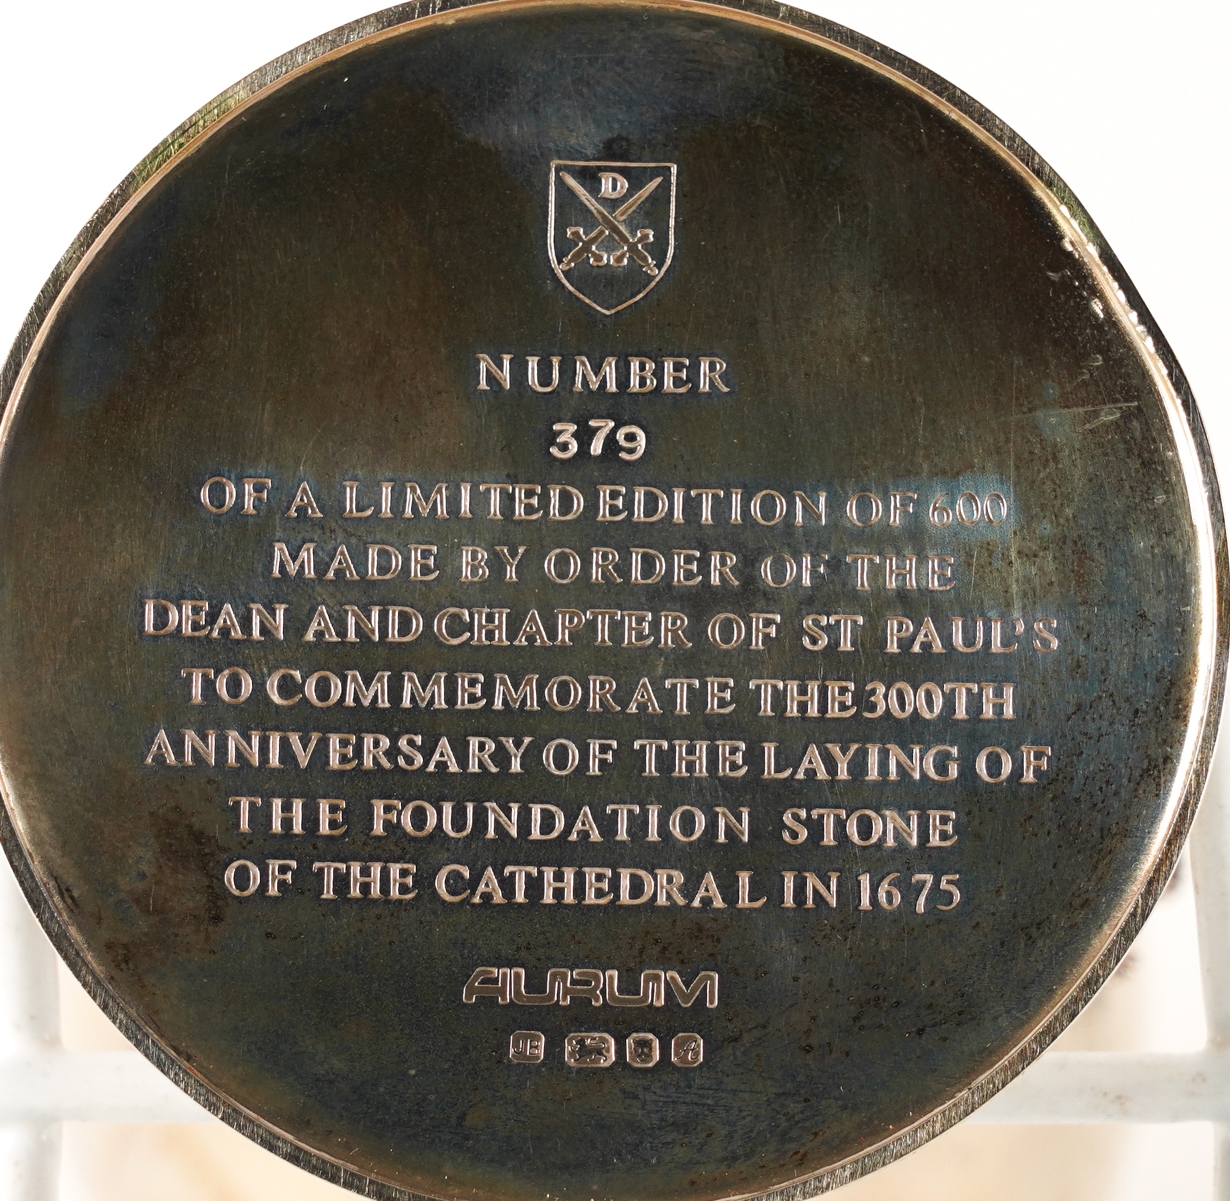 D
NUMBER
379
OF A LIMITED EDITION OF 600
MADE BY ORDER OF THE
DEAN AND CHAPTER OF ST PAUL'S
TO COMMEMORATE THE 300TH
ANNIVERSARY OF THE LAYING OF
THE FOUNDATION STONE
OF THE CATHEDRAL IN 1675
AURUM
JB A